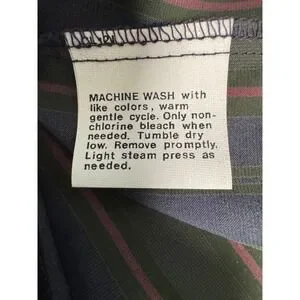 MACHINE WASH with
like colors, warm
gentle cycle. Only non-
chlorine bleach when
needed. Tumble dry
low. Remove promptly.
Light steam press as
needed.